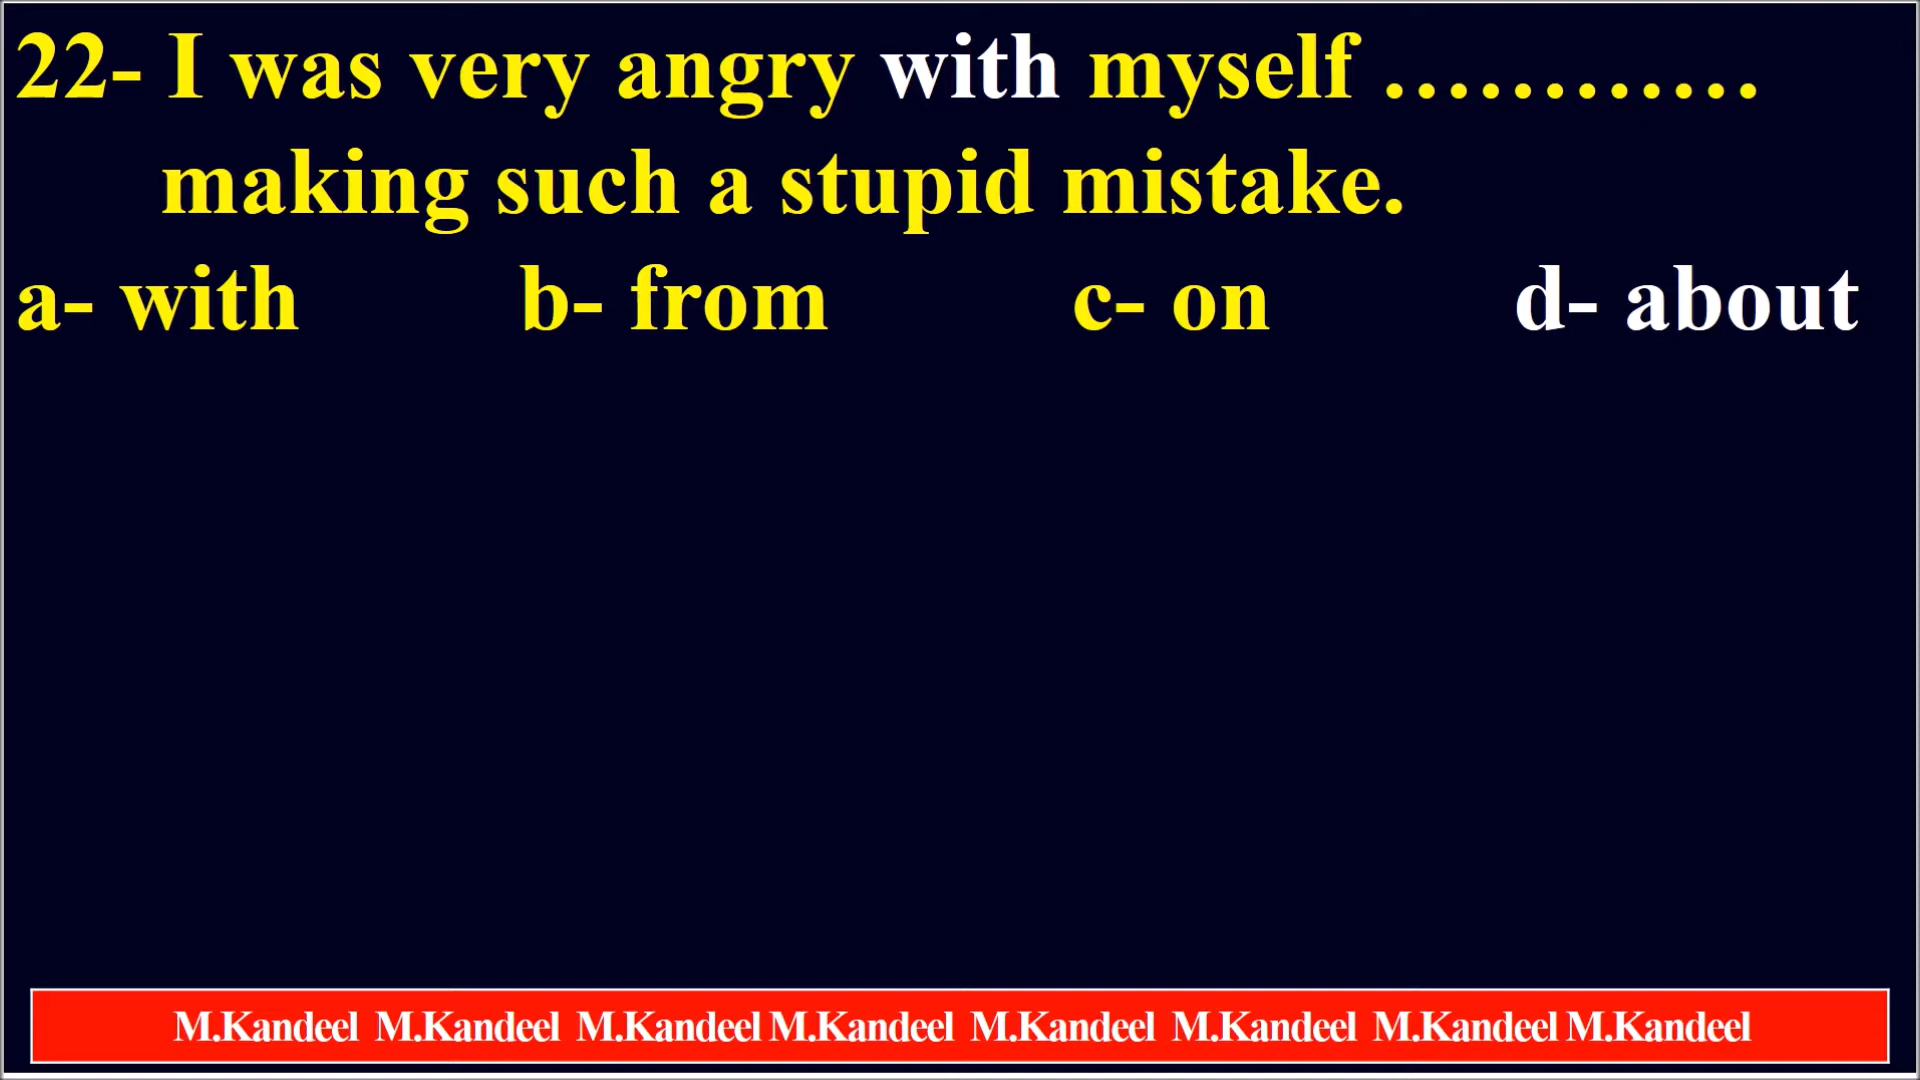 22- I was very angry with myself …………
making such a stupid mistake.
a- with b- from c- on d- about
M.Kandeel M.Kandeel M.Kandeel M.Kandeel M.Kandeel M.Kandeel M.Kandeel M.Kandeel